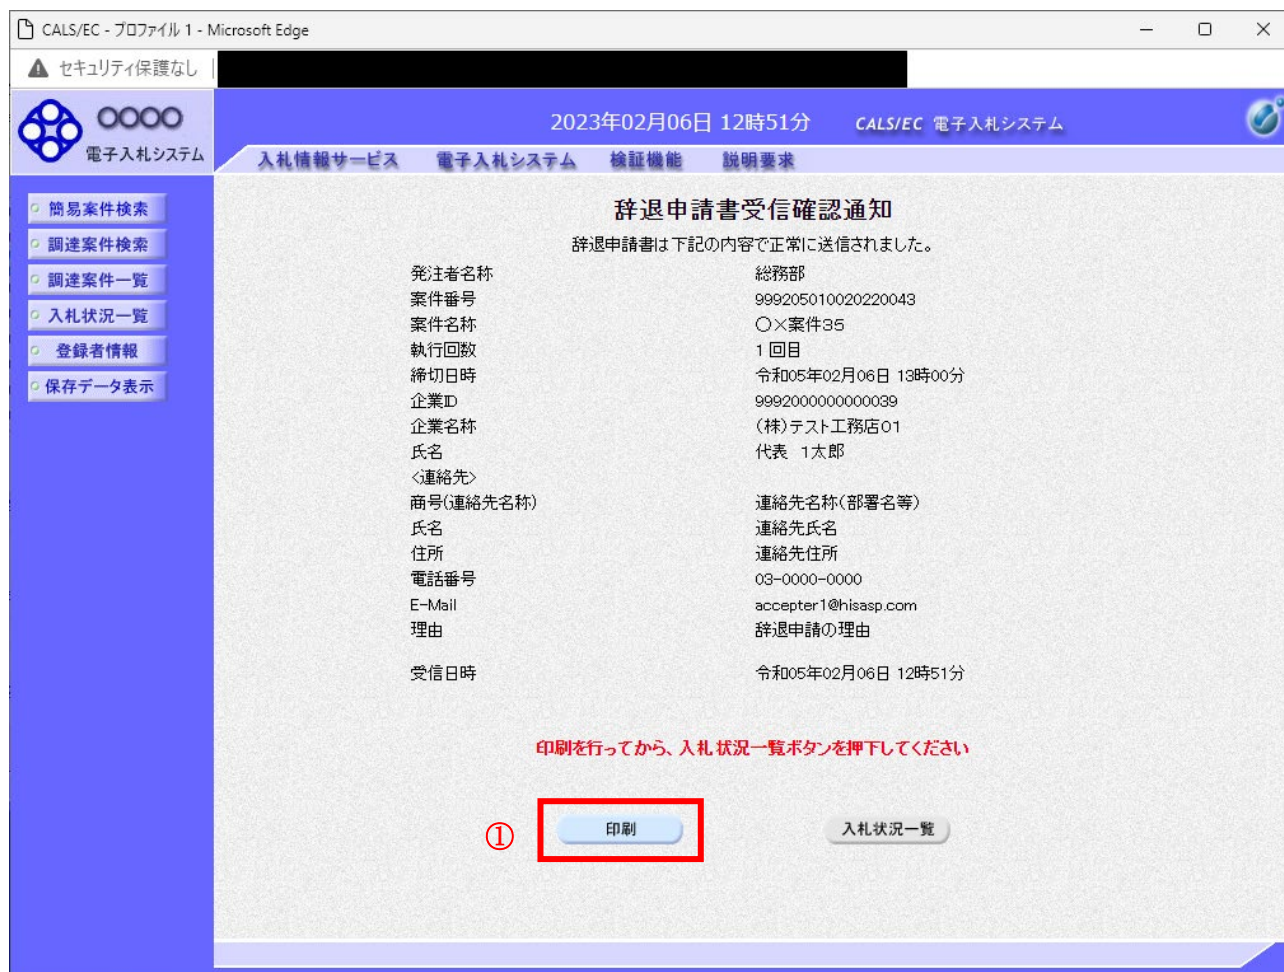 CALS/EC - プロファイル 1 - Microsoft Edge
セキュリティ保護なし
〇〇〇〇
電子入札システム
2023年02月06日 12時51分 CALS/EC 電子入札システム
入札情報サービス 電子入札システム 検証機能 説明要求
簡易案件検索
調達案件検索
調達案件一覧
入札状況一覧
登録者情報
保存データ表示
辞退申請書受信確認通知
辞退申請書は下記の内容で正常に送信されました。
発注者名称 総務部
案件番号 999205010020220043
案件名称 〇×案件35
執行回数 1回目
締切日時 令和05年02月06日 13時00分
企業ID 9992000000000039
企業名称 (株)テスト工務店01
氏名 代表 1太郎
<連絡先>
商号(連絡先名称) 連絡先名称(部署名等)
氏名 連絡先氏名
住所 連絡先住所
電話番号 03-0000-0000
E-Mail accepter1@hisasp.com
理由 辞退申請の理由
受信日時 令和05年02月06日 12時51分
印刷を行ってから、入札状況一覧ボタンを押下してください
① 印刷 入札状況一覧